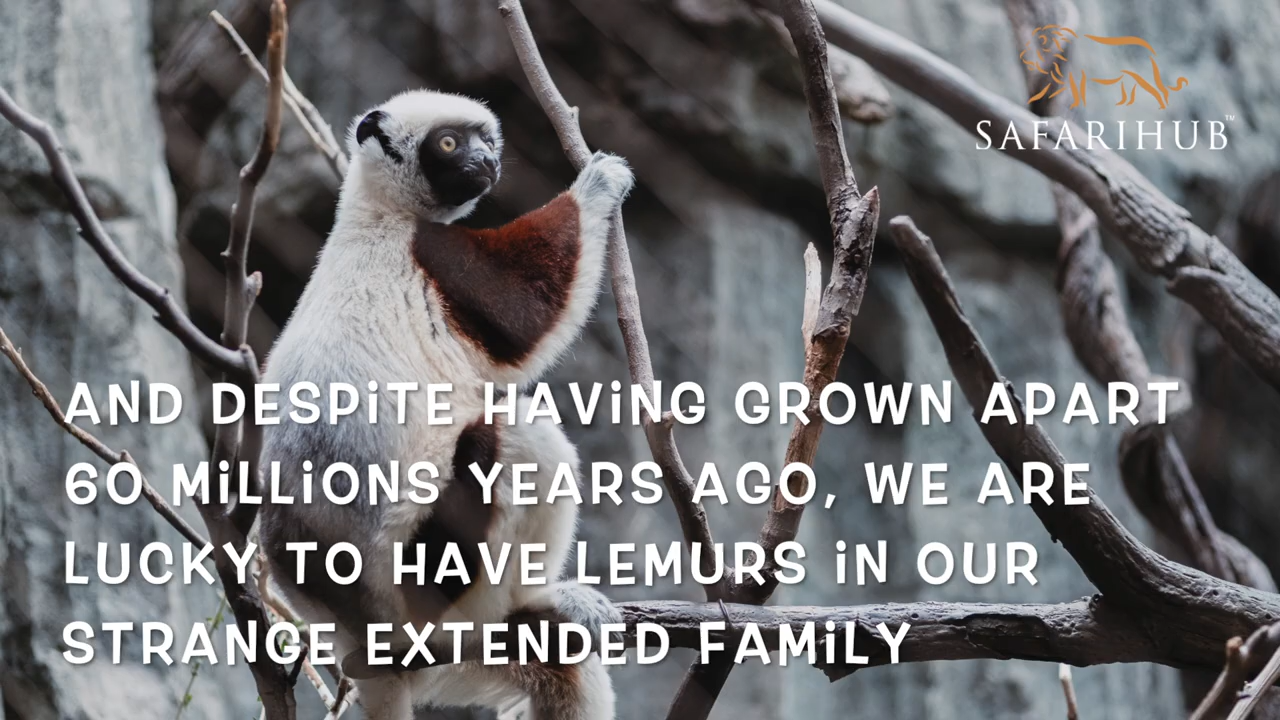 SAFARIHUB™
AND DESPiTE HAViNG GROWN APART
60 MiLLiONS YEARS AGO, WE ARE
LUCKY TO HAVE LEMURS iN OUR
STRANGE EXTENDED FAMiLY